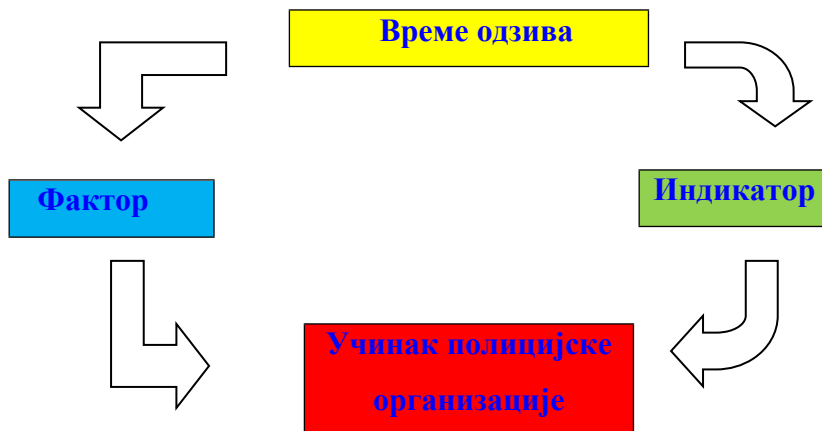 Време одзива
Фактор
Индикатор
Учинак полицијске
организације